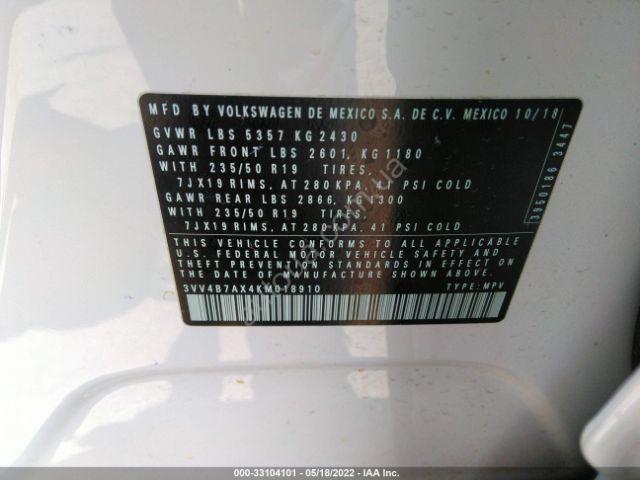 MFD BY VOLKSWAGEN DE MEXICO S.A. DE C.V. MEXICO 10/18
GVWR LBS 5357 KG 2430
GAWR FRONT LBS 2601, KG 1180
WITH 235/50 R19 TIRES,
7JX19 RIMS, AT 280 KPA, 41 PSI COLD
GAWR REAR LBS 2866, KG 1300
WITH 235/50 R19 TIRES,
7JX19 RIMS, AT 280 KPA, 41 PSI COLD
THIS VEHICLE CONFORMS TO ALL APPLICABLE
U.S. FEDERAL MOTOR VEHICLE SAFETY AND
THEFT PREVENTION STANDARDS IN EFFECT ON THE
DATE OF MANUFACTURE SHOWN ABOVE.
3VV4B7AX4KM018910 TYPE: MPV
3950186 3447
000-33104101 - 05/18/2022 - IAA Inc.